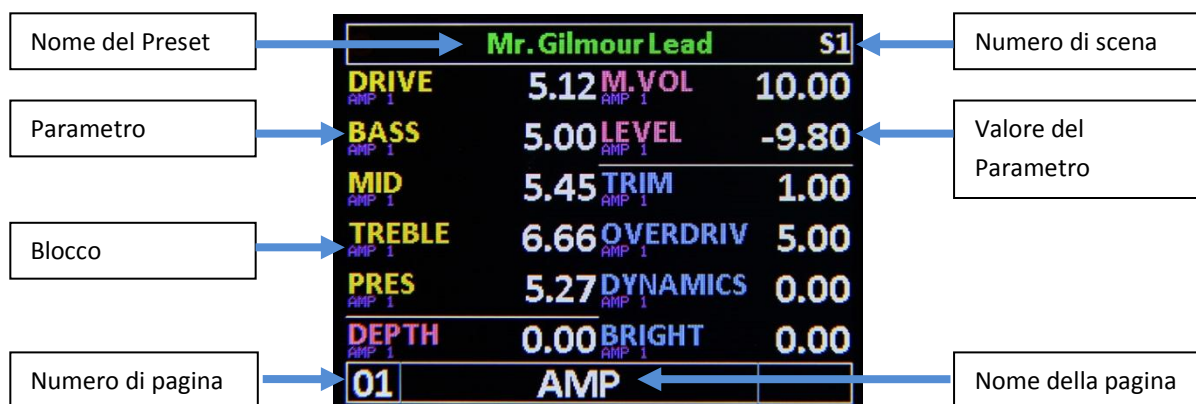 Nome del Preset
Mr. Gilmour Lead S1
Numero di scena
DRIVE 5.12 M.VOL 10.00
AMP 1 AMP 1
Parametro
BASS 5.00 LEVEL -9.80
AMP 1 AMP 1
Valore del
Parametro
MID 5.45 TRIM 1.00
AMP 1 AMP 1
Blocco
TREBLE 6.66 OVERDRIV 5.00
AMP 1 AMP 1
PRES 5.27 DYNAMICS 0.00
AMP 1 AMP 1
DEPTH 0.00 BRIGHT 0.00
AMP 1 AMP 1
Numero di pagina
01 AMP
Nome della pagina